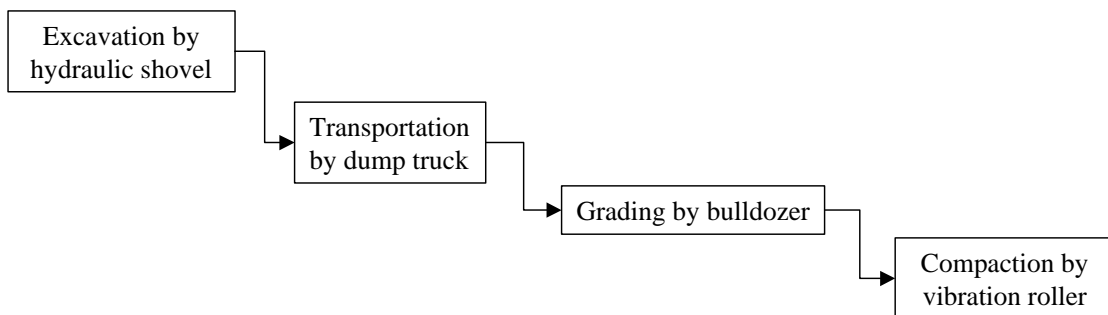 Excavation by
hydraulic shovel
Transportation
by dump truck
Grading by bulldozer
Compaction by
vibration roller